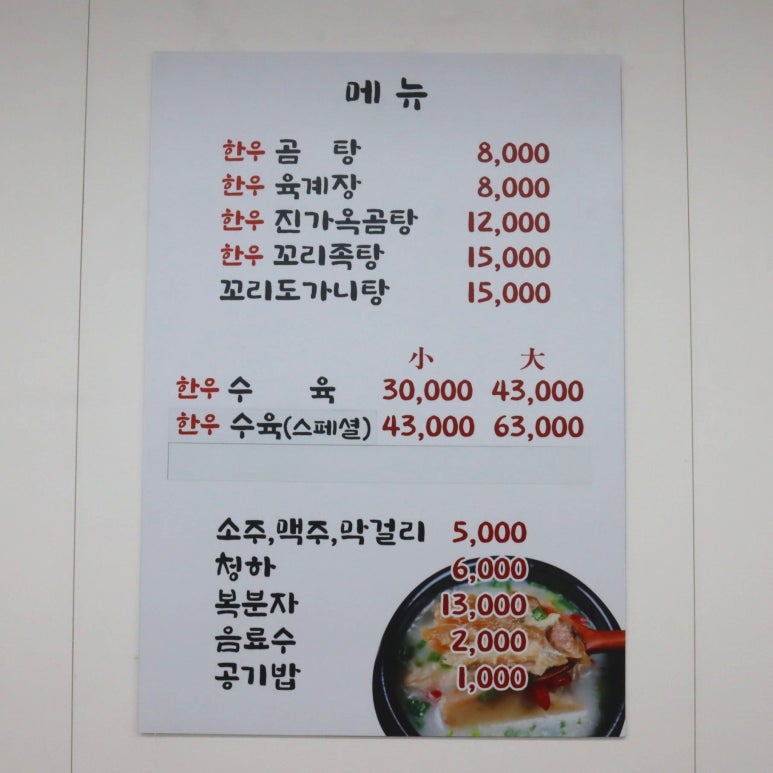 메뉴
한우 곰 탕 8,000
한우 육계장 8,000
한우 진가옥곰탕 12,000
한우 꼬리족탕 15,000
꼬리도가니탕 15,000
小 大
한우 수 육 30,000 43,000
한우 수육(스페셜) 43,000 63,000
소주,맥주,막걸리 5,000
청하 6,000
복분자 13,000
음료수 2,000
공기밥 1,000